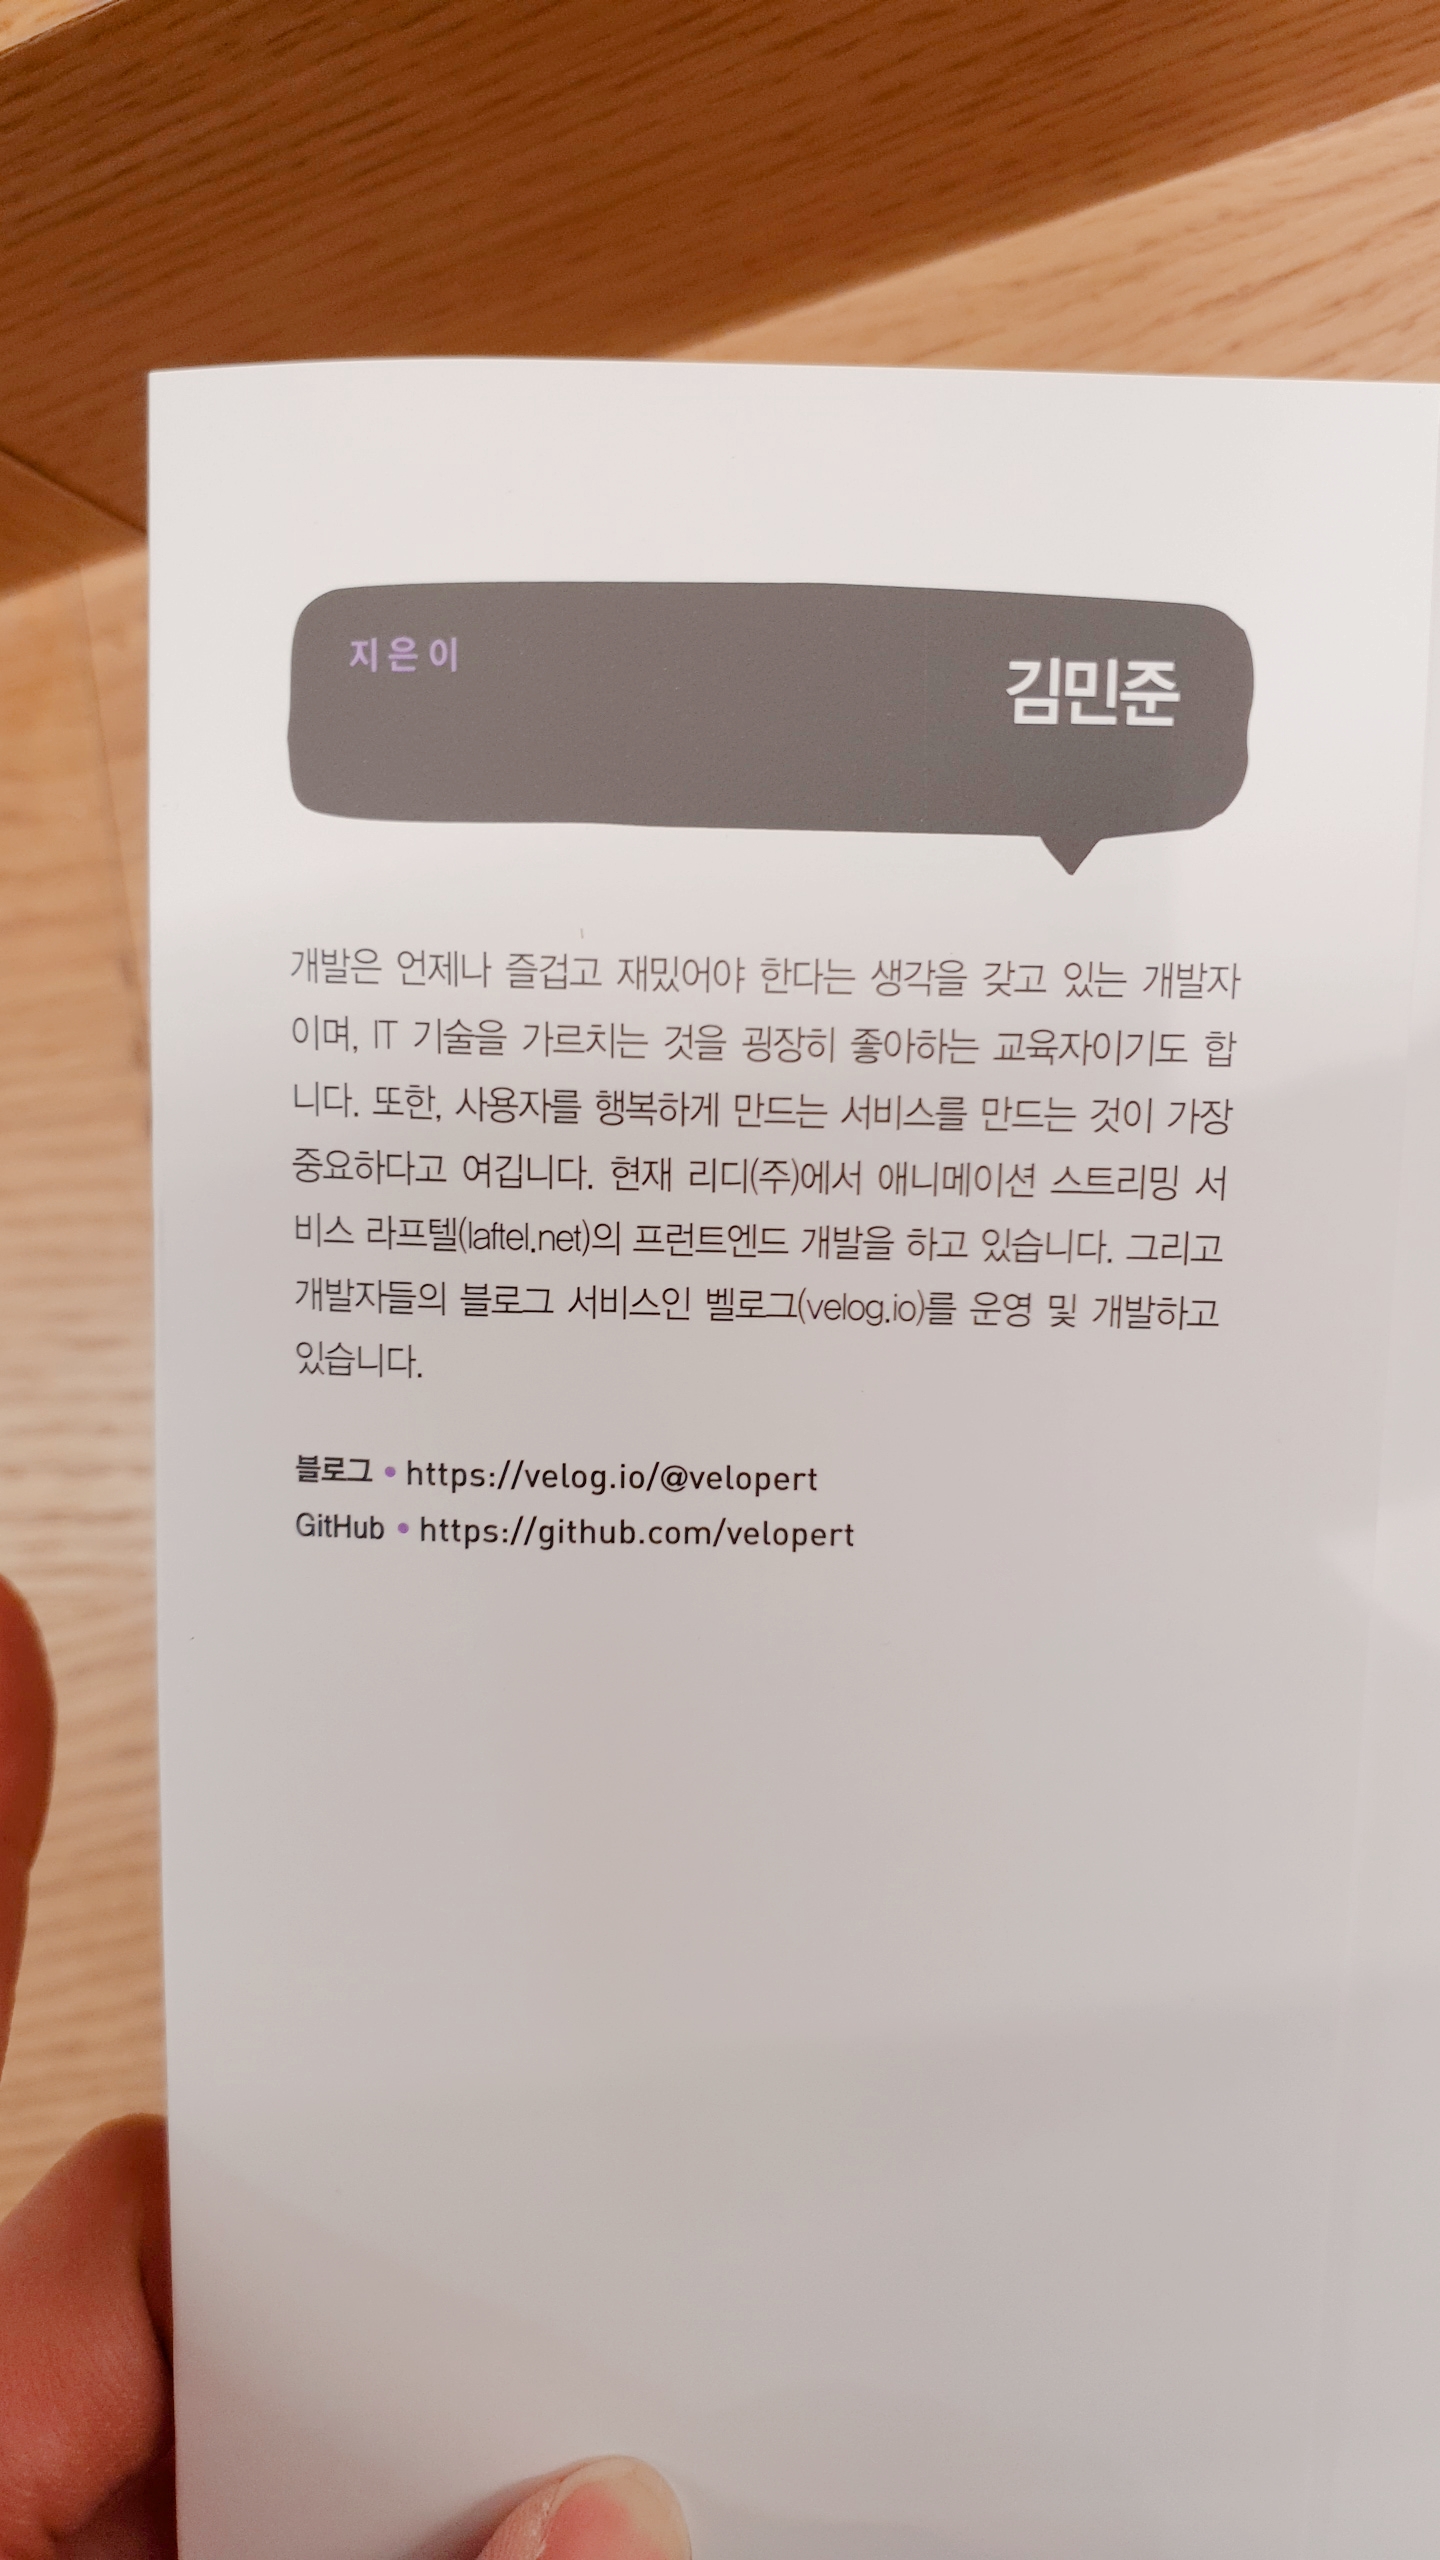 지은이
김민준
개발은 언제나 즐겁고 재밌어야 한다는 생각을 갖고 있는 개발자
이며, IT 기술을 가르치는 것을 굉장히 좋아하는 교육자이기도 합
니다. 또한, 사용자를 행복하게 만드는 서비스를 만드는 것이 가장
중요하다고 여깁니다. 현재 리디(주)에서 애니메이션 스트리밍 서
비스 라프텔(laftel.net)의 프런트엔드 개발을 하고 있습니다. 그리고
개발자들의 블로그 서비스인 벨로그(velog.io)를 운영 및 개발하고
있습니다.
블로그 • https://velog.io/@velopert
GitHub • https://github.com/velopert